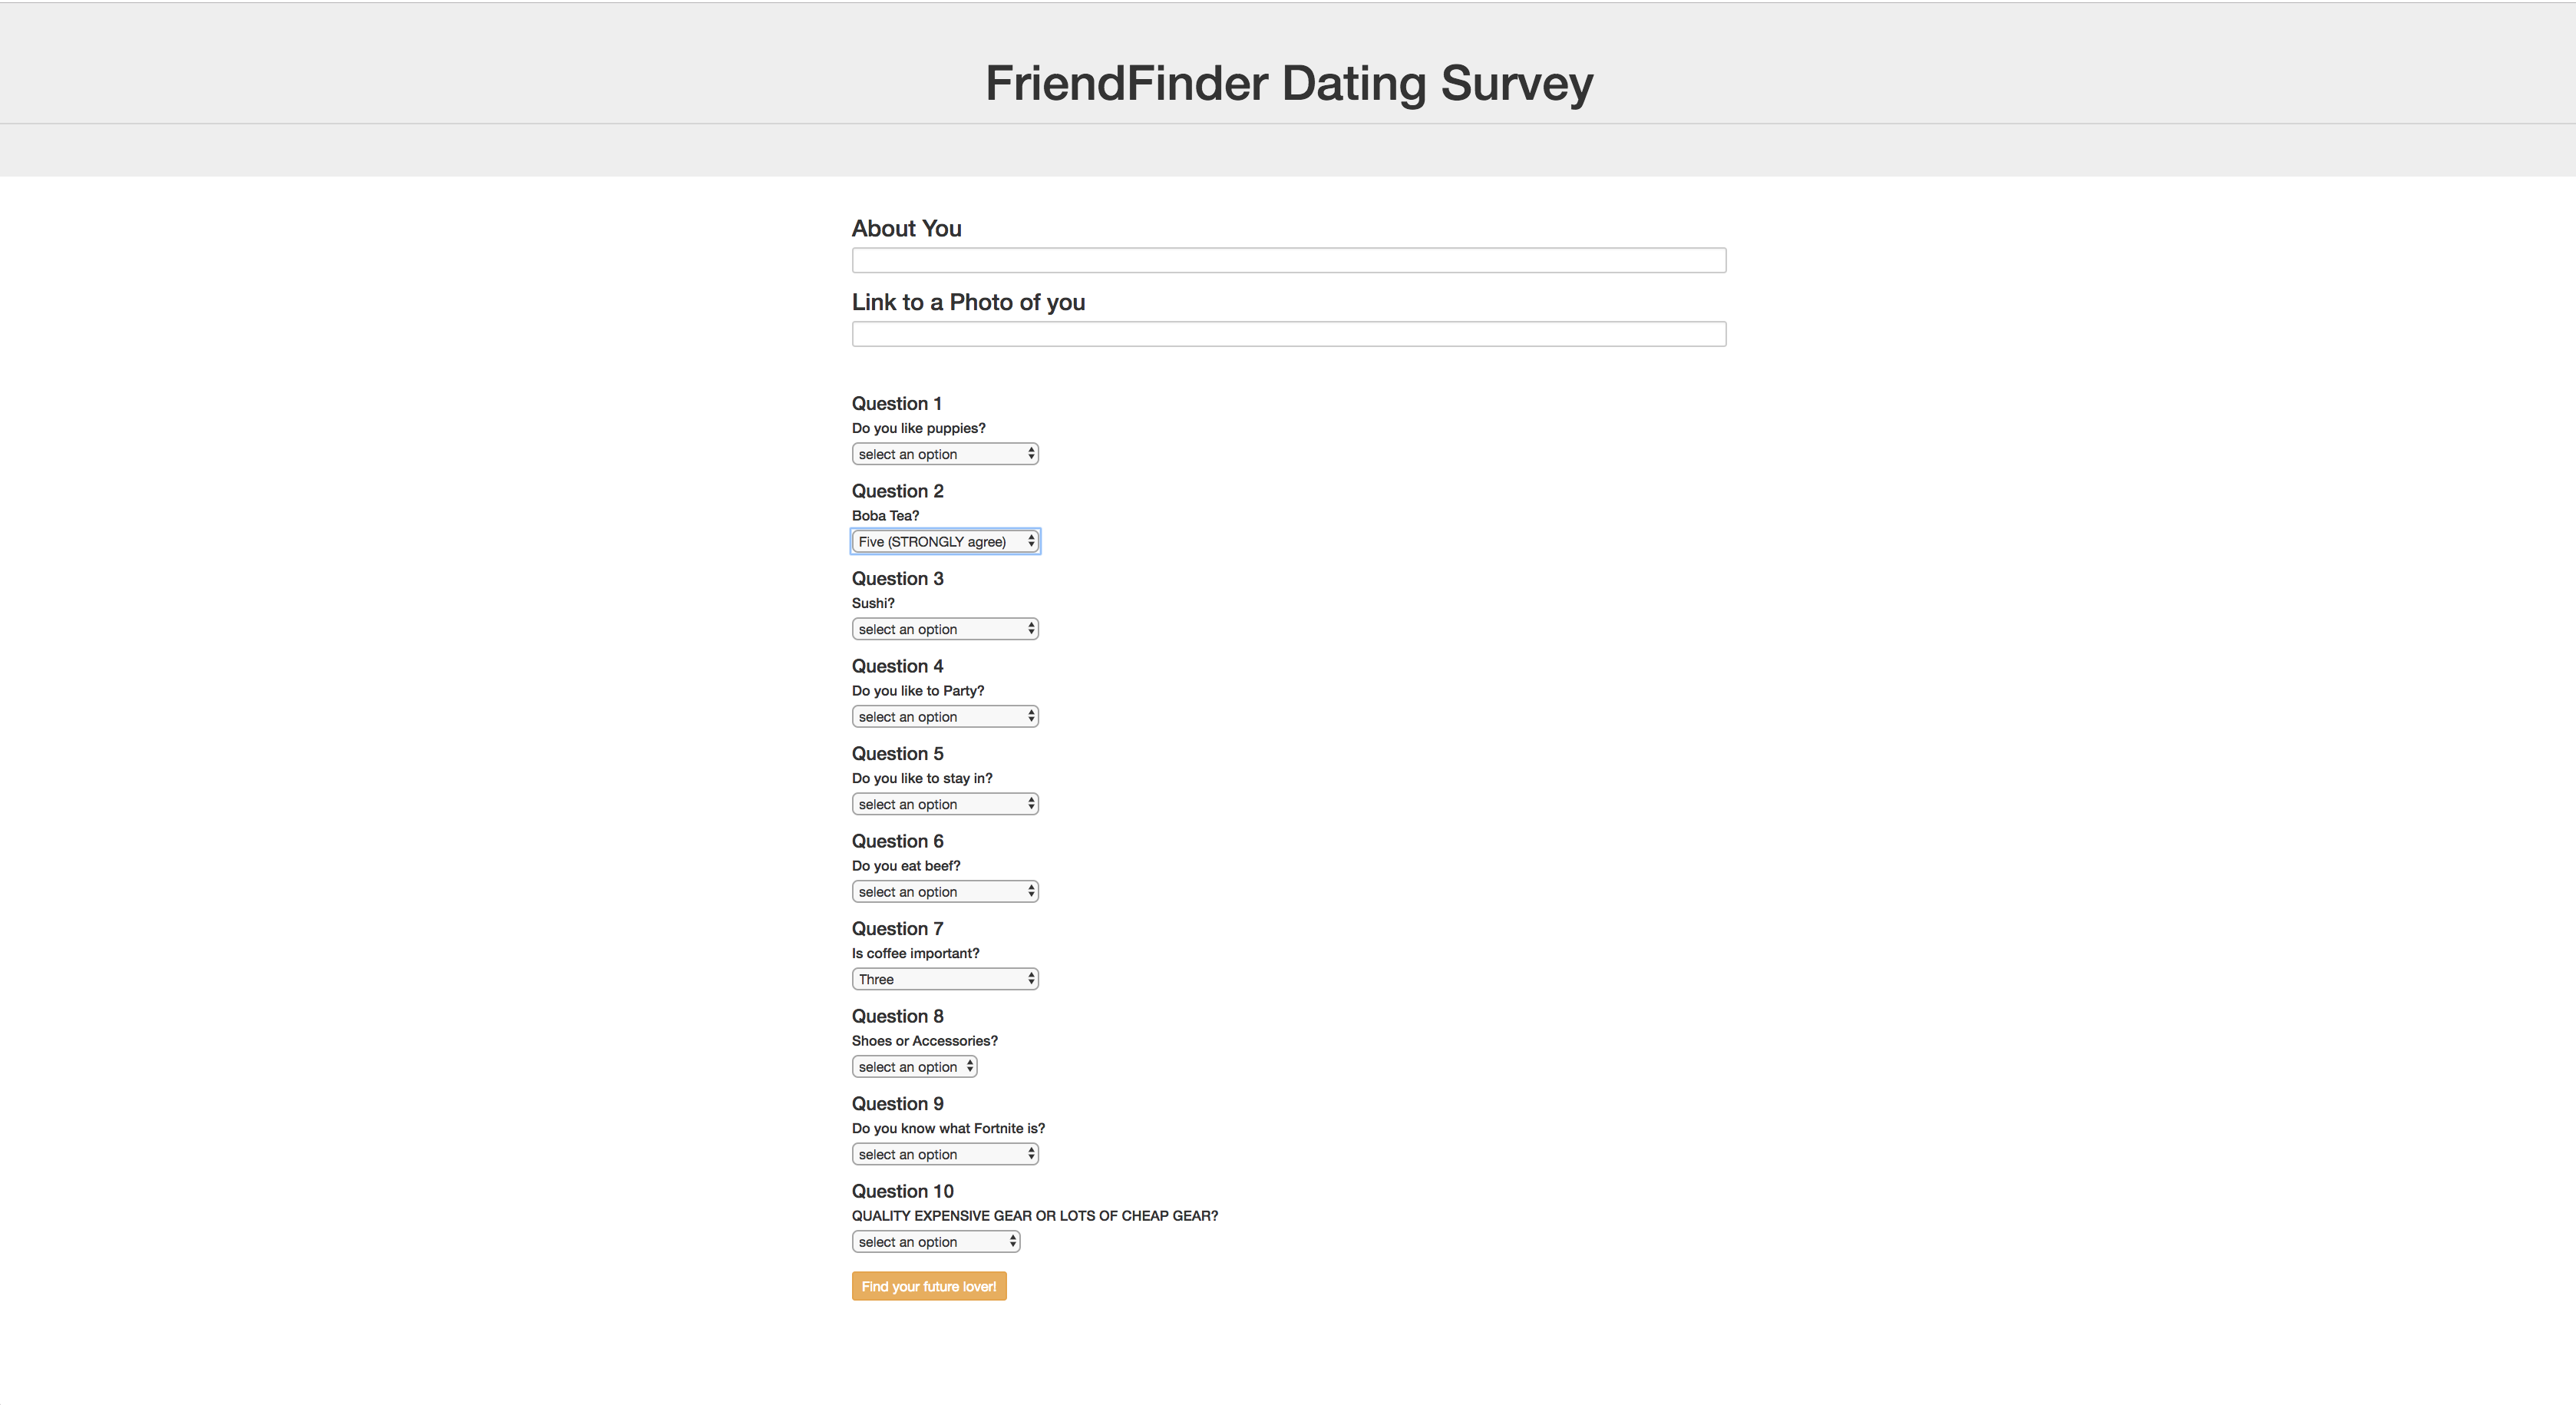 FriendFinder Dating Survey
About You
Link to a Photo of you
Question 1
Do you like puppies?
select an option
Question 2
Boba Tea?
Five (STRONGLY agree)
Question 3
Sushi?
select an option
Question 4
Do you like to Party?
select an option
Question 5
Do you like to stay in?
select an option
Question 6
Do you eat beef?
select an option
Question 7
Is coffee important?
Three
Question 8
Shoes or Accessories?
select an option
Question 9
Do you know what Fortnite is?
select an option
Question 10
QUALITY EXPENSIVE GEAR OR LOTS OF CHEAP GEAR?
select an option
Find your future lover!